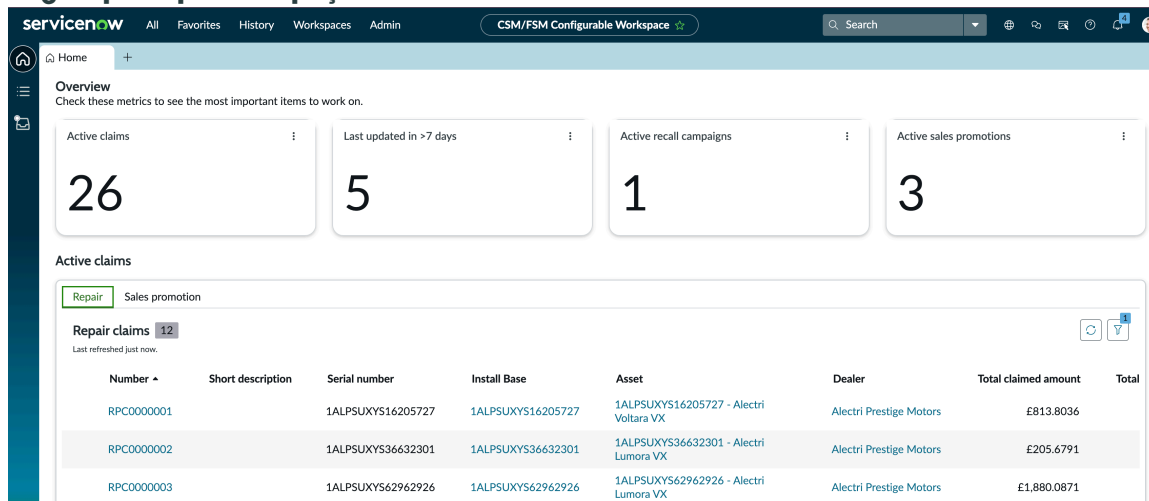 servicenow All Favorites History Workspaces Admin CSM/FSM Configurable Workspace Search 4
Home
Overview
Check these metrics to see the most important items to work on.
Active claims Last updated in >7 days Active recall campaigns Active sales promotions
26 5 1 3
Active claims
Repair Sales promotion
Repair claims 12 1
Last refreshed just now.
Number Short description Serial number Install Base Asset Dealer Total claimed amount Total
RPC0000001 1ALPSUXYS16205727 1ALPSUXYS16205727 1ALPSUXYS16205727 - Alectri Voltara VX Alectri Prestige Motors £813.8036
RPC0000002 1ALPSUXYS36632301 1ALPSUXYS36632301 1ALPSUXYS36632301 - Alectri Lumora VX Alectri Prestige Motors £205.6791
RPC0000003 1ALPSUXYS62962926 1ALPSUXYS62962926 1ALPSUXYS62962926 - Alectri Lumora VX Alectri Prestige Motors £1,880.0871